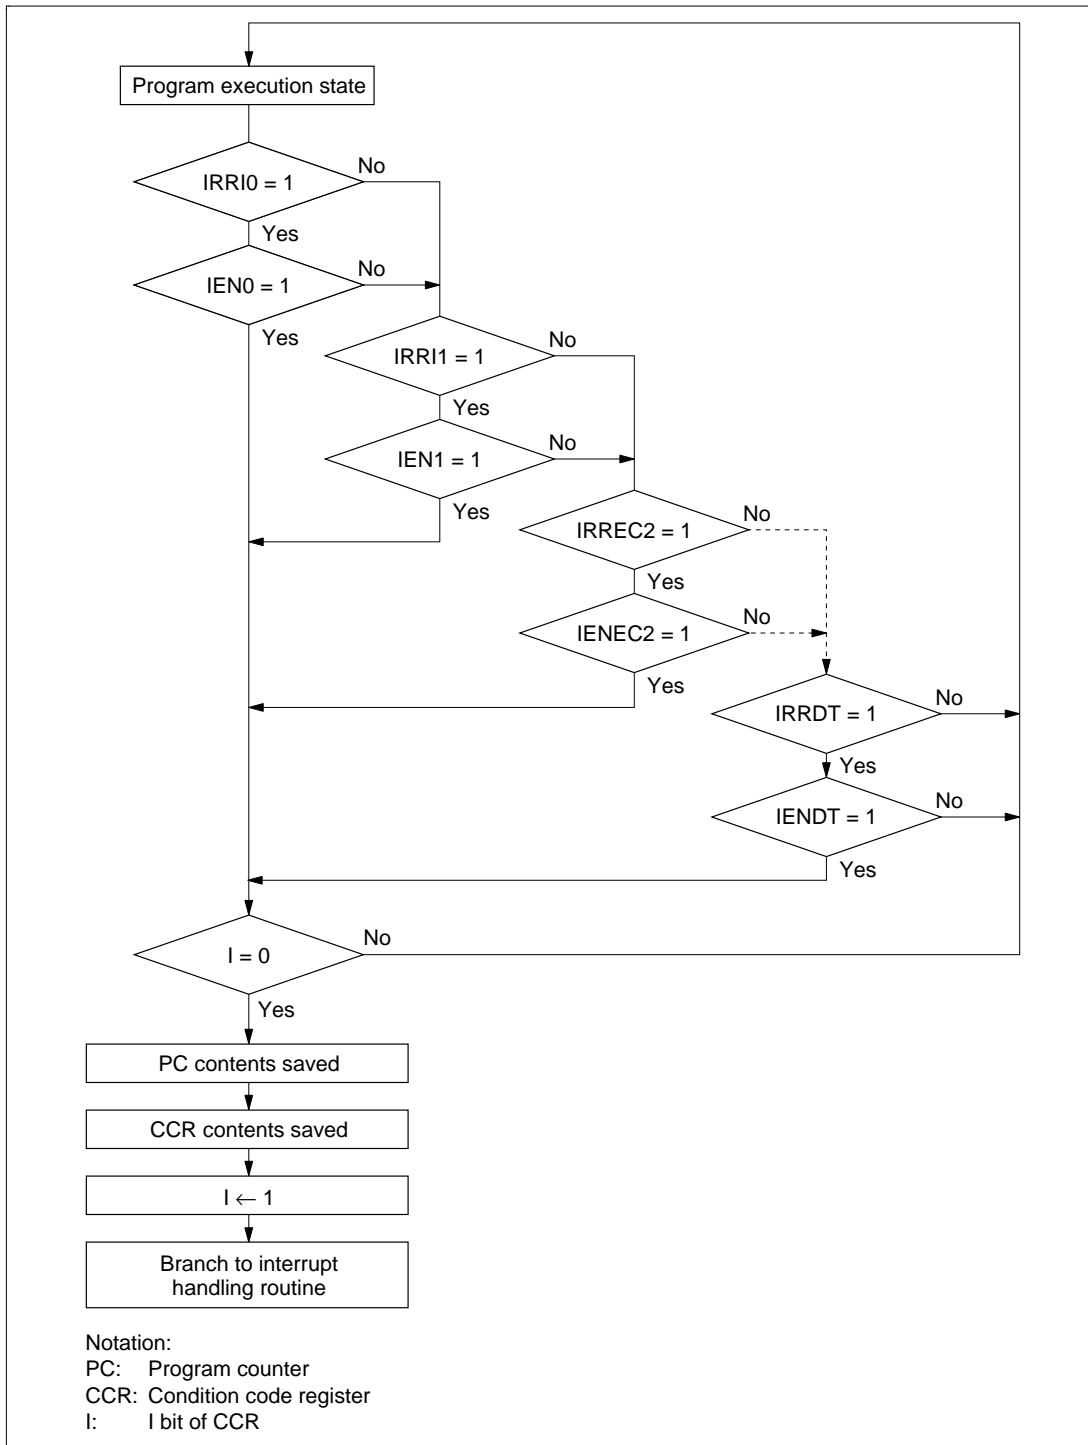 Program execution state
IRRI0 = 1
No
Yes
IEN0 = 1
No
Yes
IRRI1 = 1
No
Yes
IEN1 = 1
No
Yes
IRREC2 = 1
No
Yes
IENEC2 = 1
No
Yes
IRRDT = 1
No
Yes
IENDT = 1
No
Yes
I = 0
No
Yes
PC contents saved
CCR contents saved
I ← 1
Branch to interrupt
handling routine
Notation:
PC: Program counter
CCR: Condition code register
I: I bit of CCR